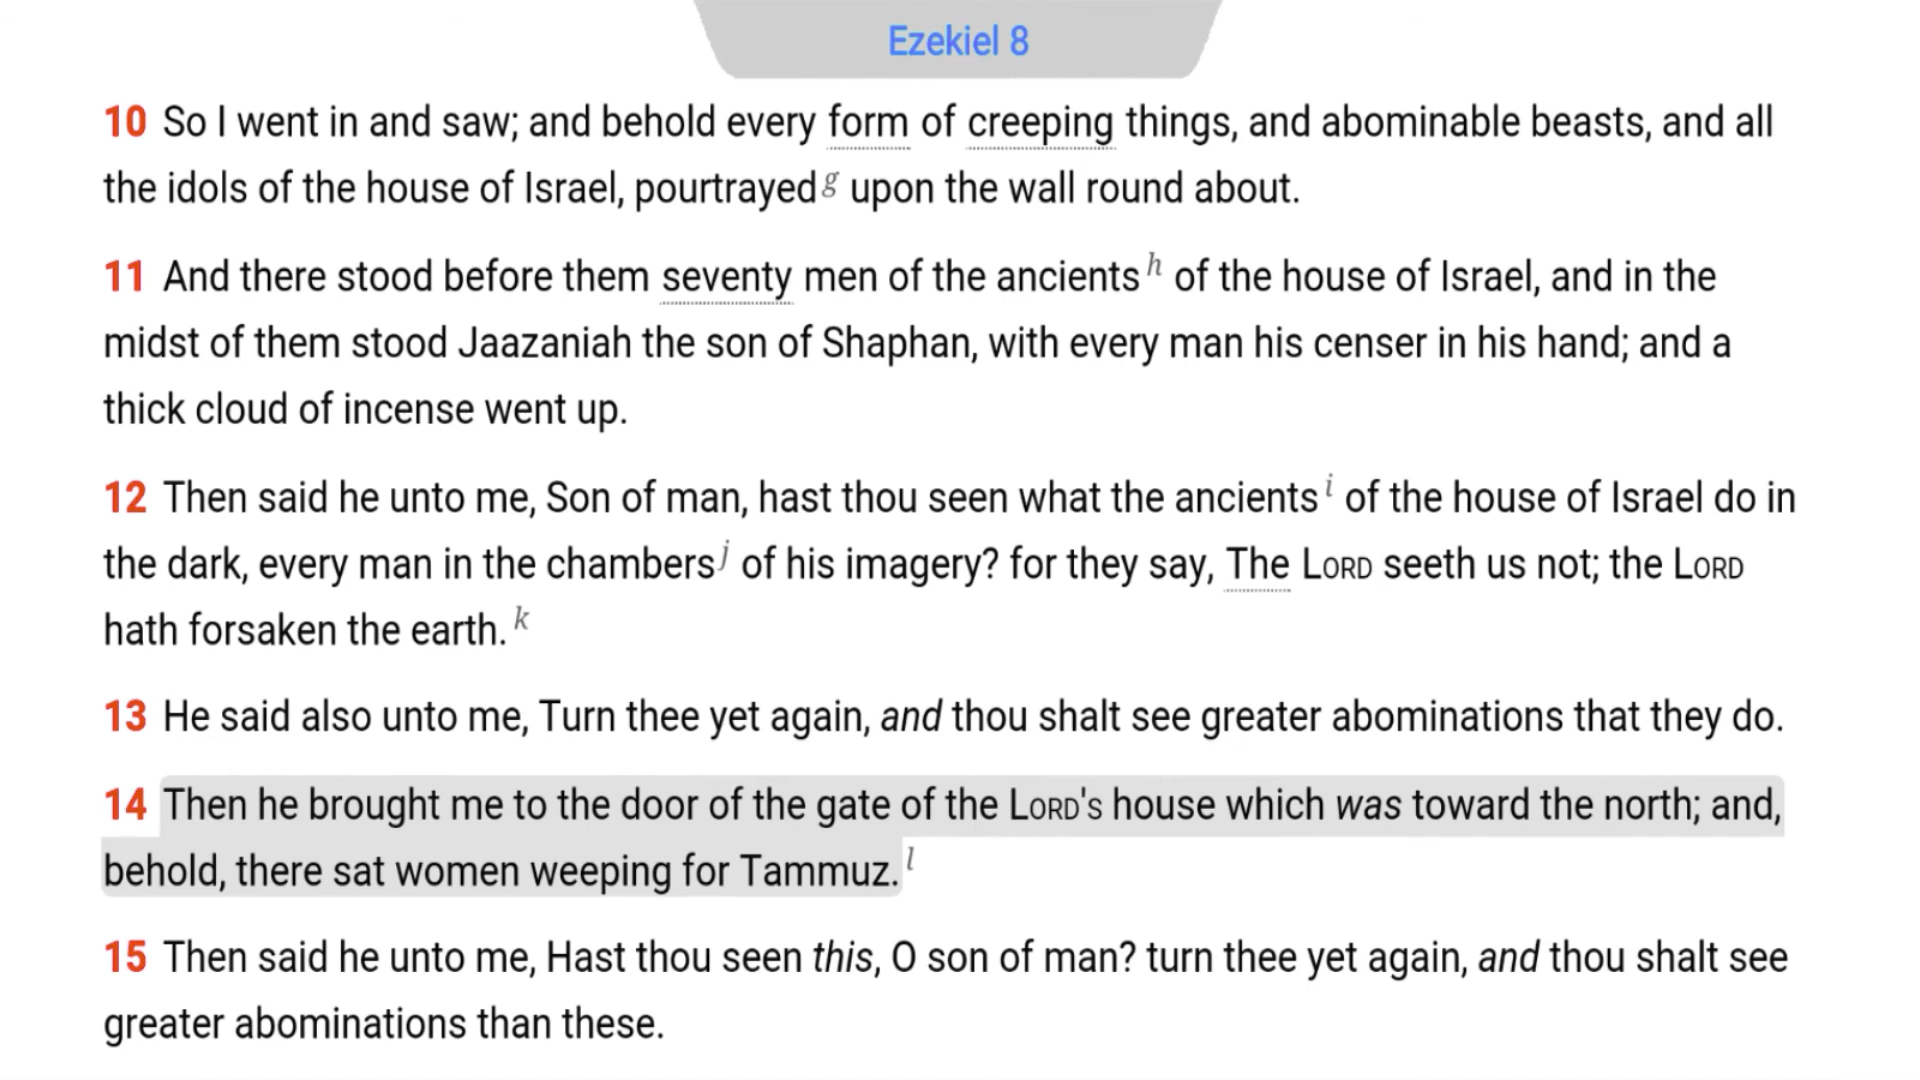 Ezekiel 8
10 So I went in and saw; and behold every form of creeping things, and abominable beasts, and all
the idols of the house of Israel, pourtrayed g upon the wall round about.
11 And there stood before them seventy men of the ancients h of the house of Israel, and in the
midst of them stood Jaazaniah the son of Shaphan, with every man his censer in his hand; and a
thick cloud of incense went up.
12 Then said he unto me, Son of man, hast thou seen what the ancients i of the house of Israel do in
the dark, every man in the chambers j of his imagery? for they say, The LORD seeth us not; the LORD
hath forsaken the earth. k
13 He said also unto me, Turn thee yet again, and thou shalt see greater abominations that they do.
14 Then he brought me to the door of the gate of the LORD'S house which was toward the north; and,
behold, there sat women weeping for Tammuz. l
15 Then said he unto me, Hast thou seen this, O son of man? turn thee yet again, and thou shalt see
greater abominations than these.